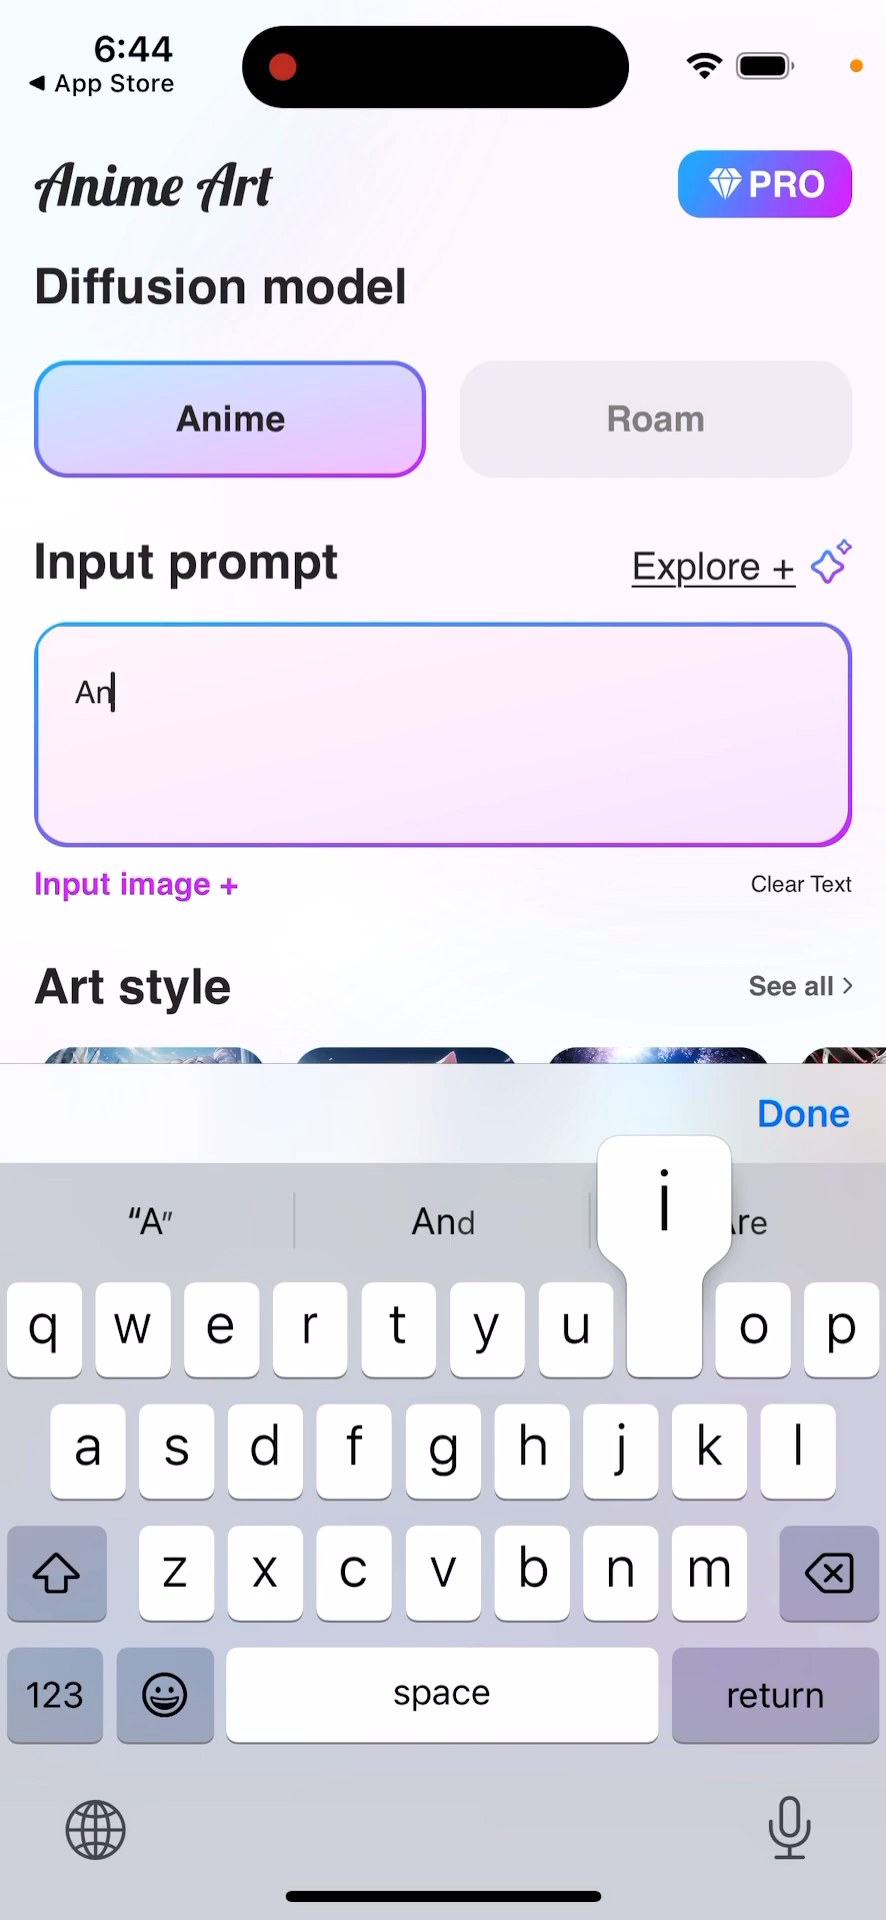 6:44
App Store
Anime Art
PRO
Diffusion model
Anime
Roam
Input prompt
Explore +
An
Input image +
Clear Text
Art style
See all
Done
“A”
And
i
q w e r t y u o p
a s d f g h j k l
z x c v b n m
123
space
return